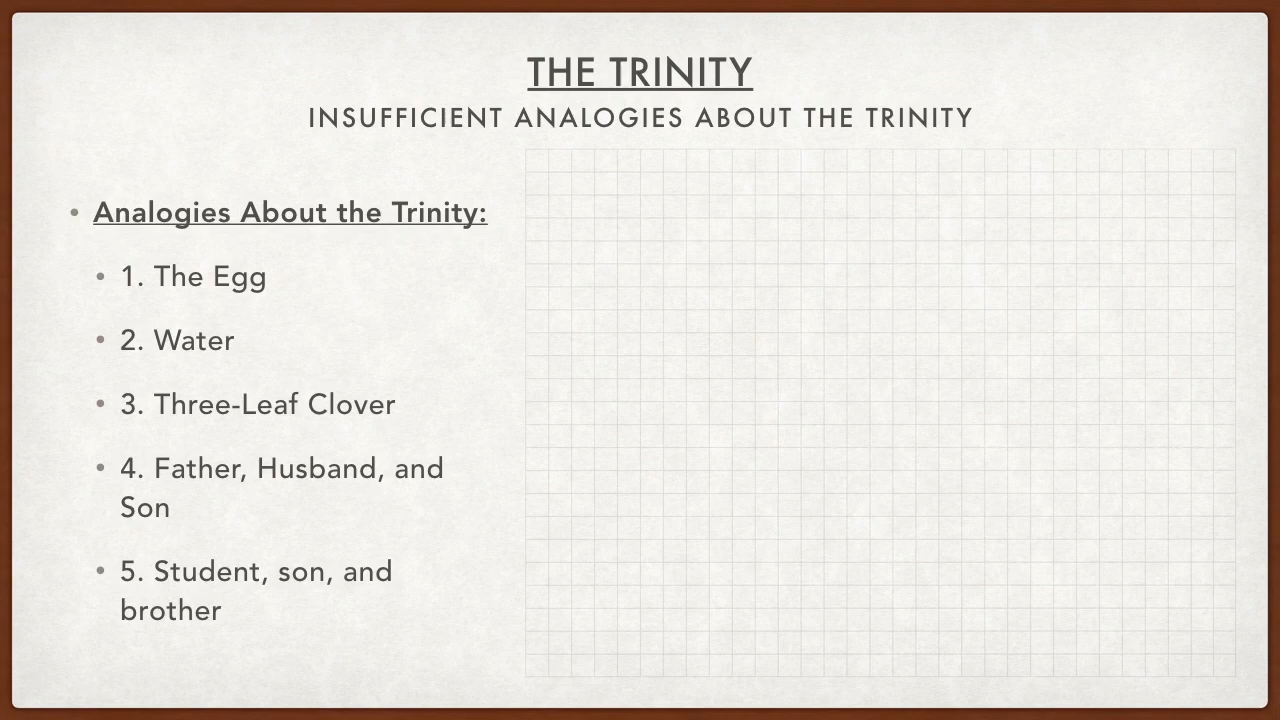 THE TRINITY
INSUFFICIENT ANALOGIES ABOUT THE TRINITY
• Analogies About the Trinity:
• 1. The Egg
• 2. Water
• 3. Three-Leaf Clover
• 4. Father, Husband, and
Son
• 5. Student, son, and
brother